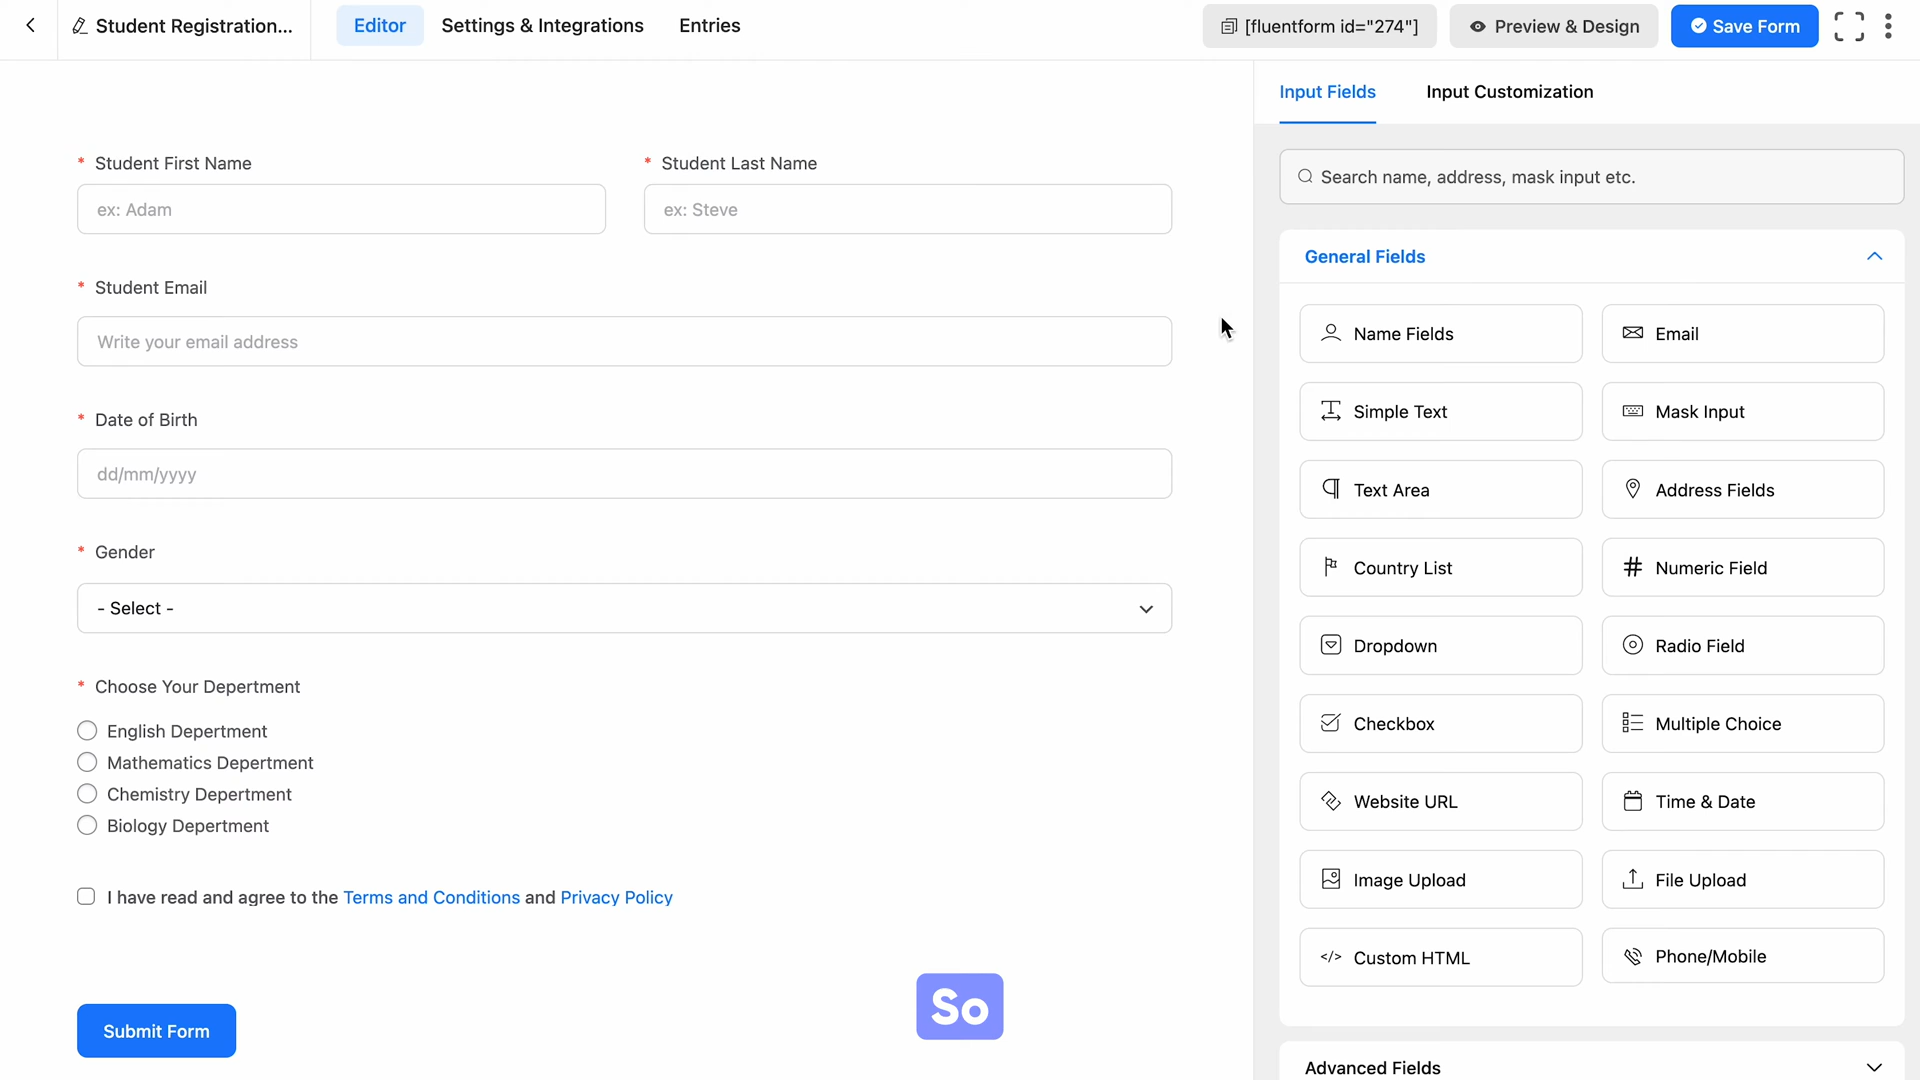 Student Registration...
Editor
Settings & Integrations
Entries
[fluentform id="274"]
Preview & Design
Save Form
Student First Name
ex: Adam
Student Last Name
ex: Steve
Student Email
Write your email address
Date of Birth
dd/mm/yyyy
Gender
- Select -
Choose Your Depertment
English Depertment
Mathematics Depertment
Chemistry Depertment
Biology Depertment
I have read and agree to the Terms and Conditions and Privacy Policy
Submit Form
So
Input Fields
Input Customization
Search name, address, mask input etc.
General Fields
Name Fields
Email
Simple Text
Mask Input
Text Area
Address Fields
Country List
Numeric Field
Dropdown
Radio Field
Checkbox
Multiple Choice
Website URL
Time & Date
Image Upload
File Upload
Custom HTML
Phone/Mobile
Advanced Fields